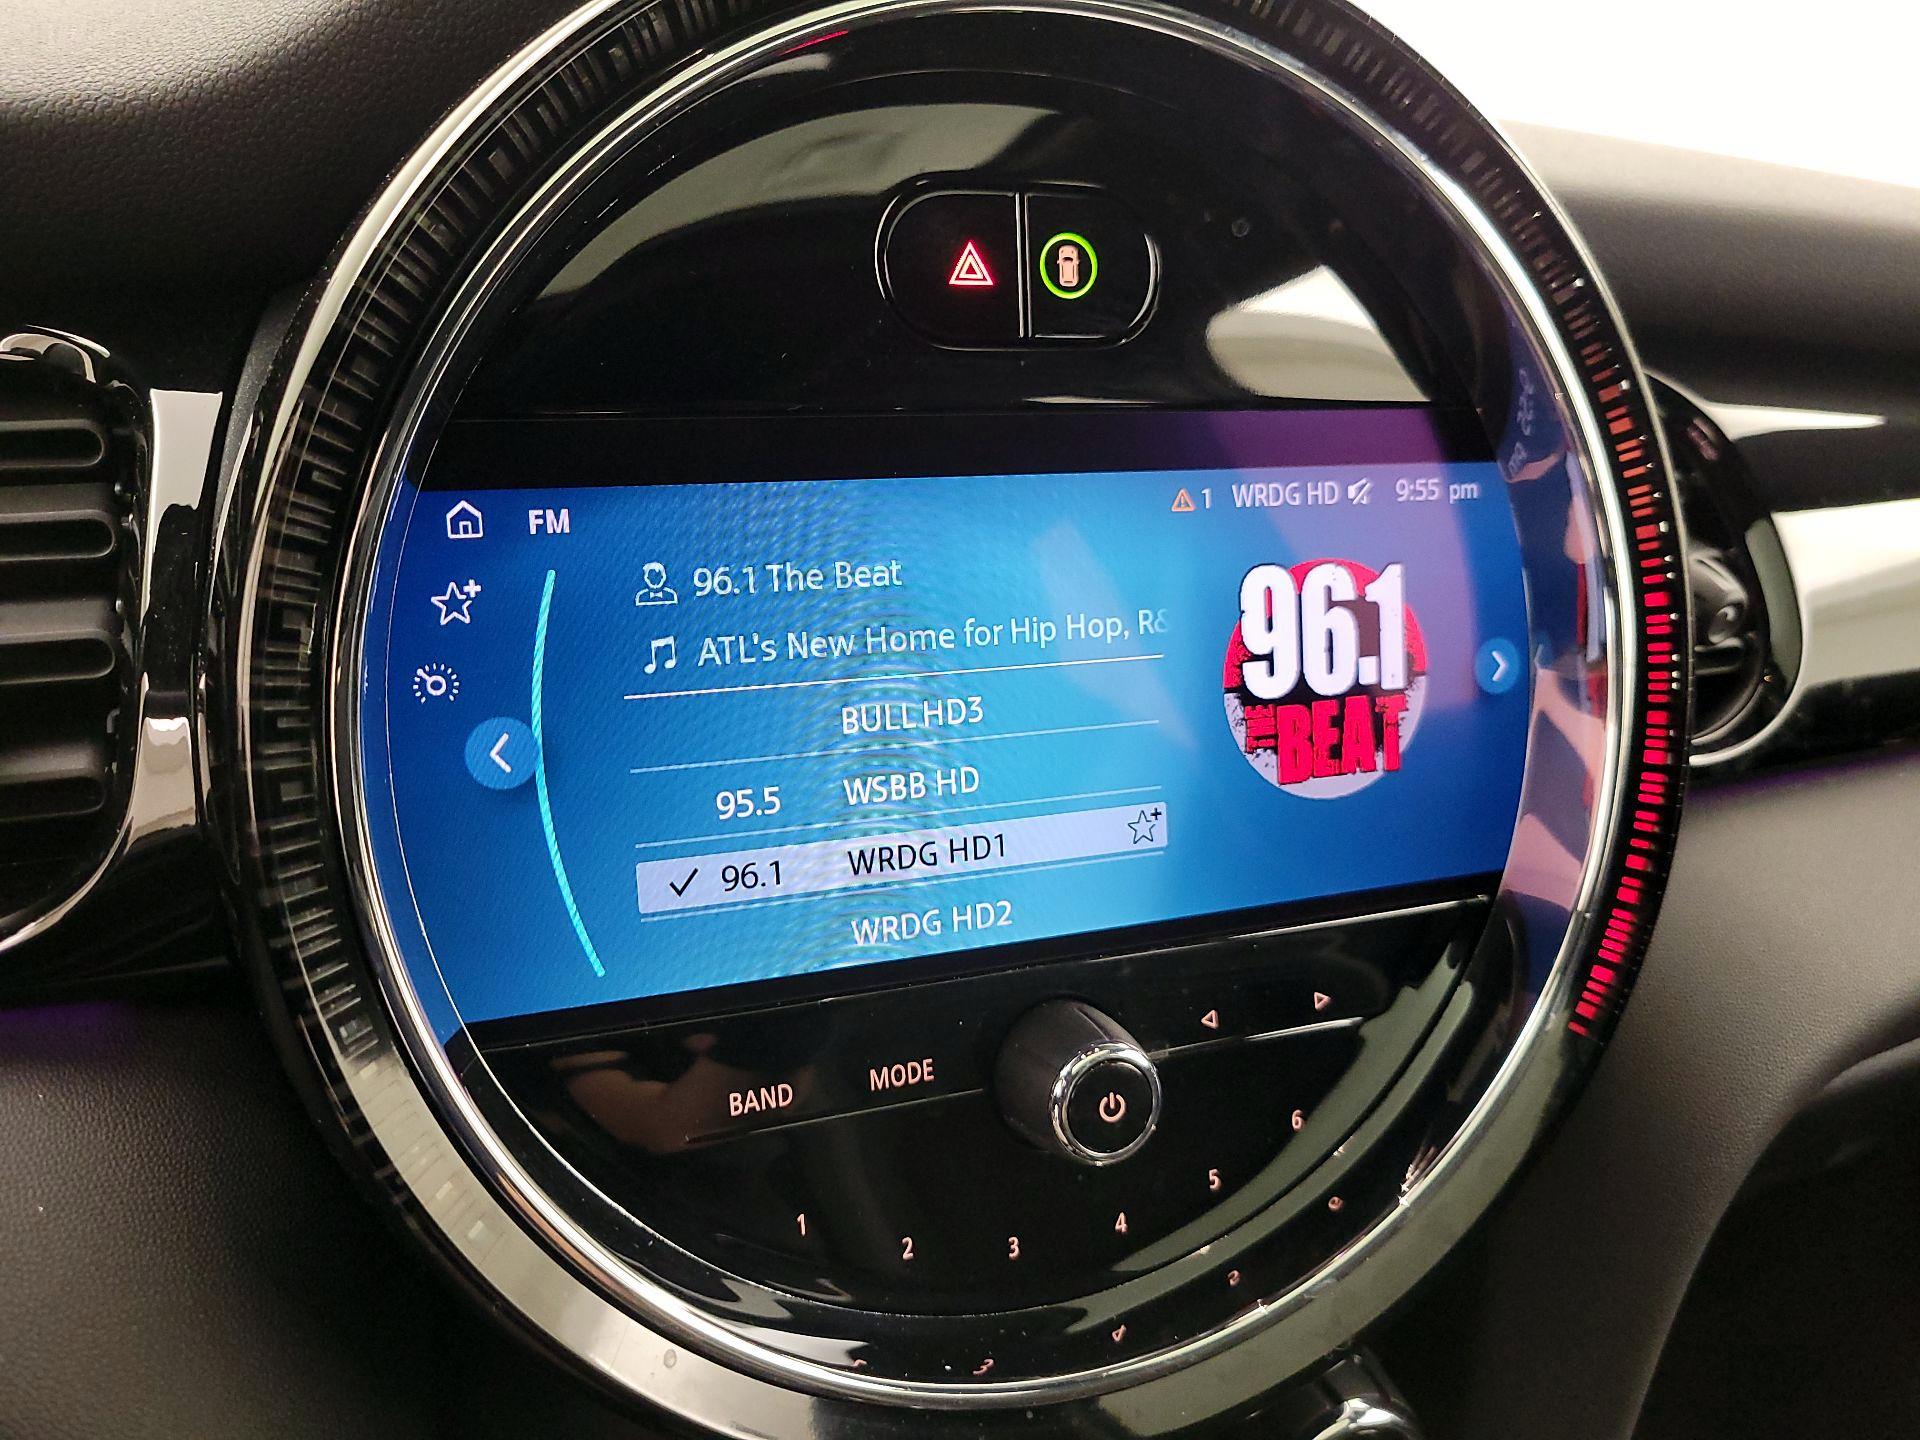 1 WRDG HD 9:55 pm
FM
96.1 The Beat
ATL's New Home for Hip Hop, R&
BULL HD3
95.5 WSBB HD
96.1 WRDG HD1
WRDG HD2
96.1
THE BEAT
BAND MODE
1 2 3 4 5 6